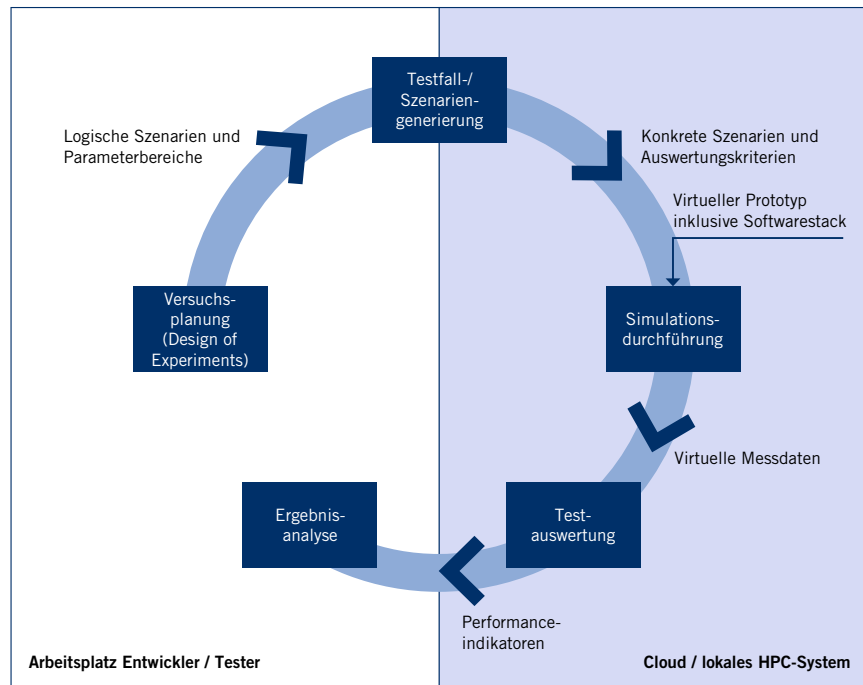 Testfall-/
Szenarien-
generierung
Logische Szenarien und
Parameterbereiche
Konkrete Szenarien und
Auswertungskriterien
Virtueller Prototyp
inklusive Softwarestack
Versuchs-
planung
(Design of
Experiments)
Simulations-
durchführung
Virtuelle Messdaten
Ergebnis-
analyse
Test-
auswertung
Performance-
indikatoren
Arbeitsplatz Entwickler / Tester
Cloud / lokales HPC-System